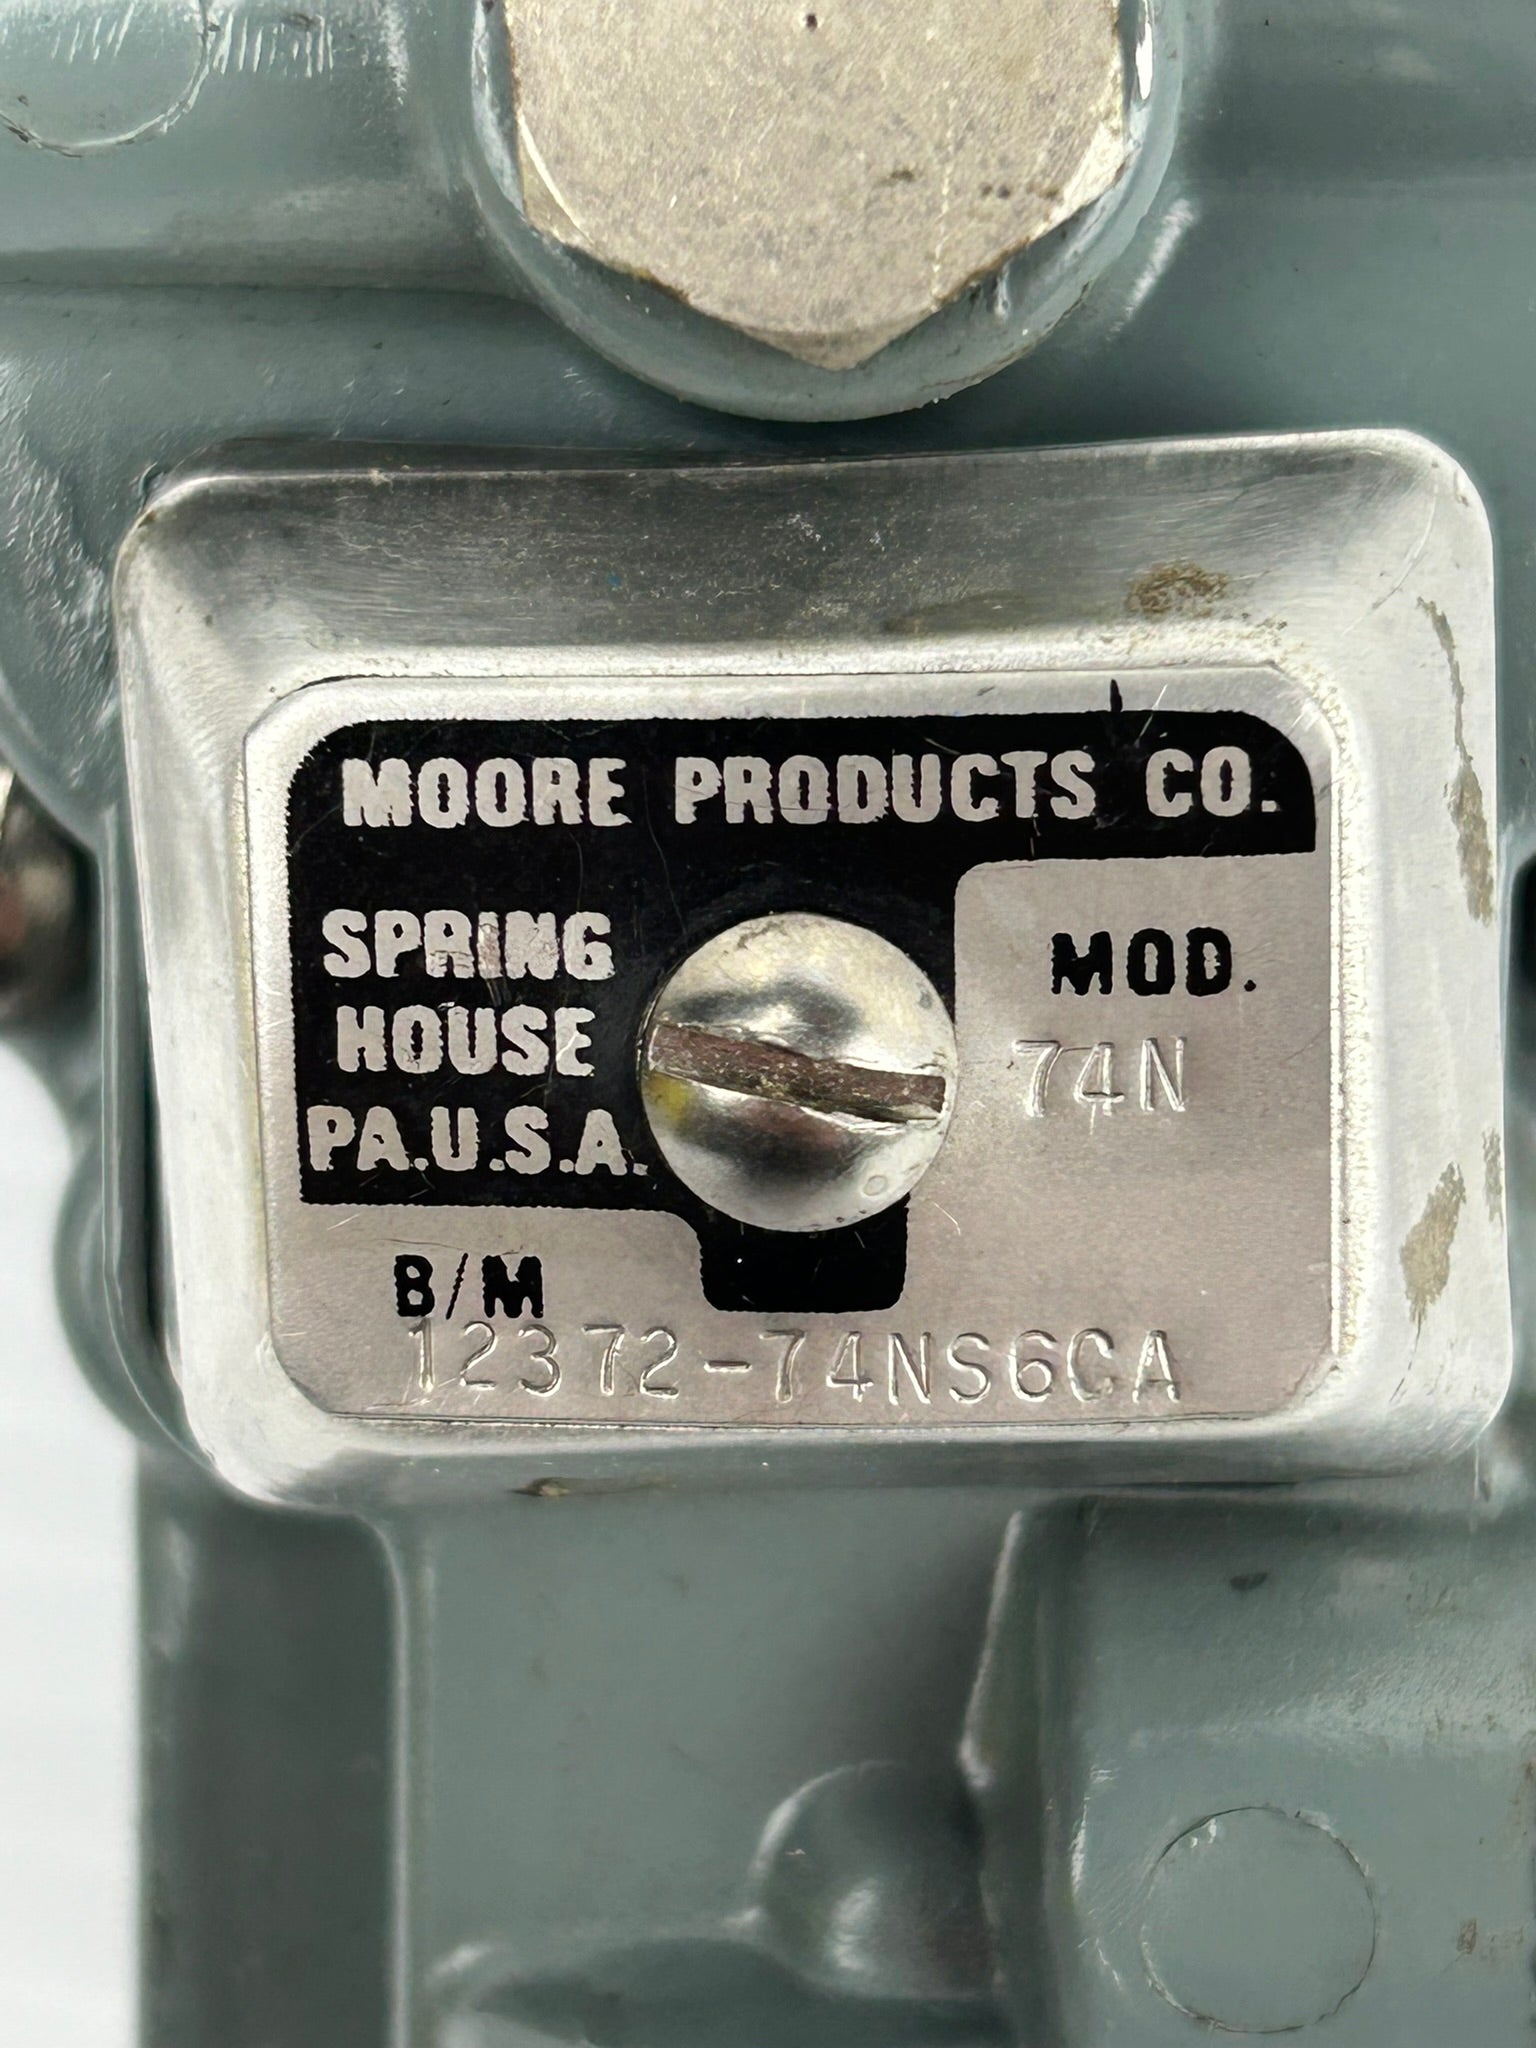 MOORE PRODUCTS CO.
SPRING
HOUSE
PA.U.S.A.
MOD.
74N
B/M
12372-74NS6CA